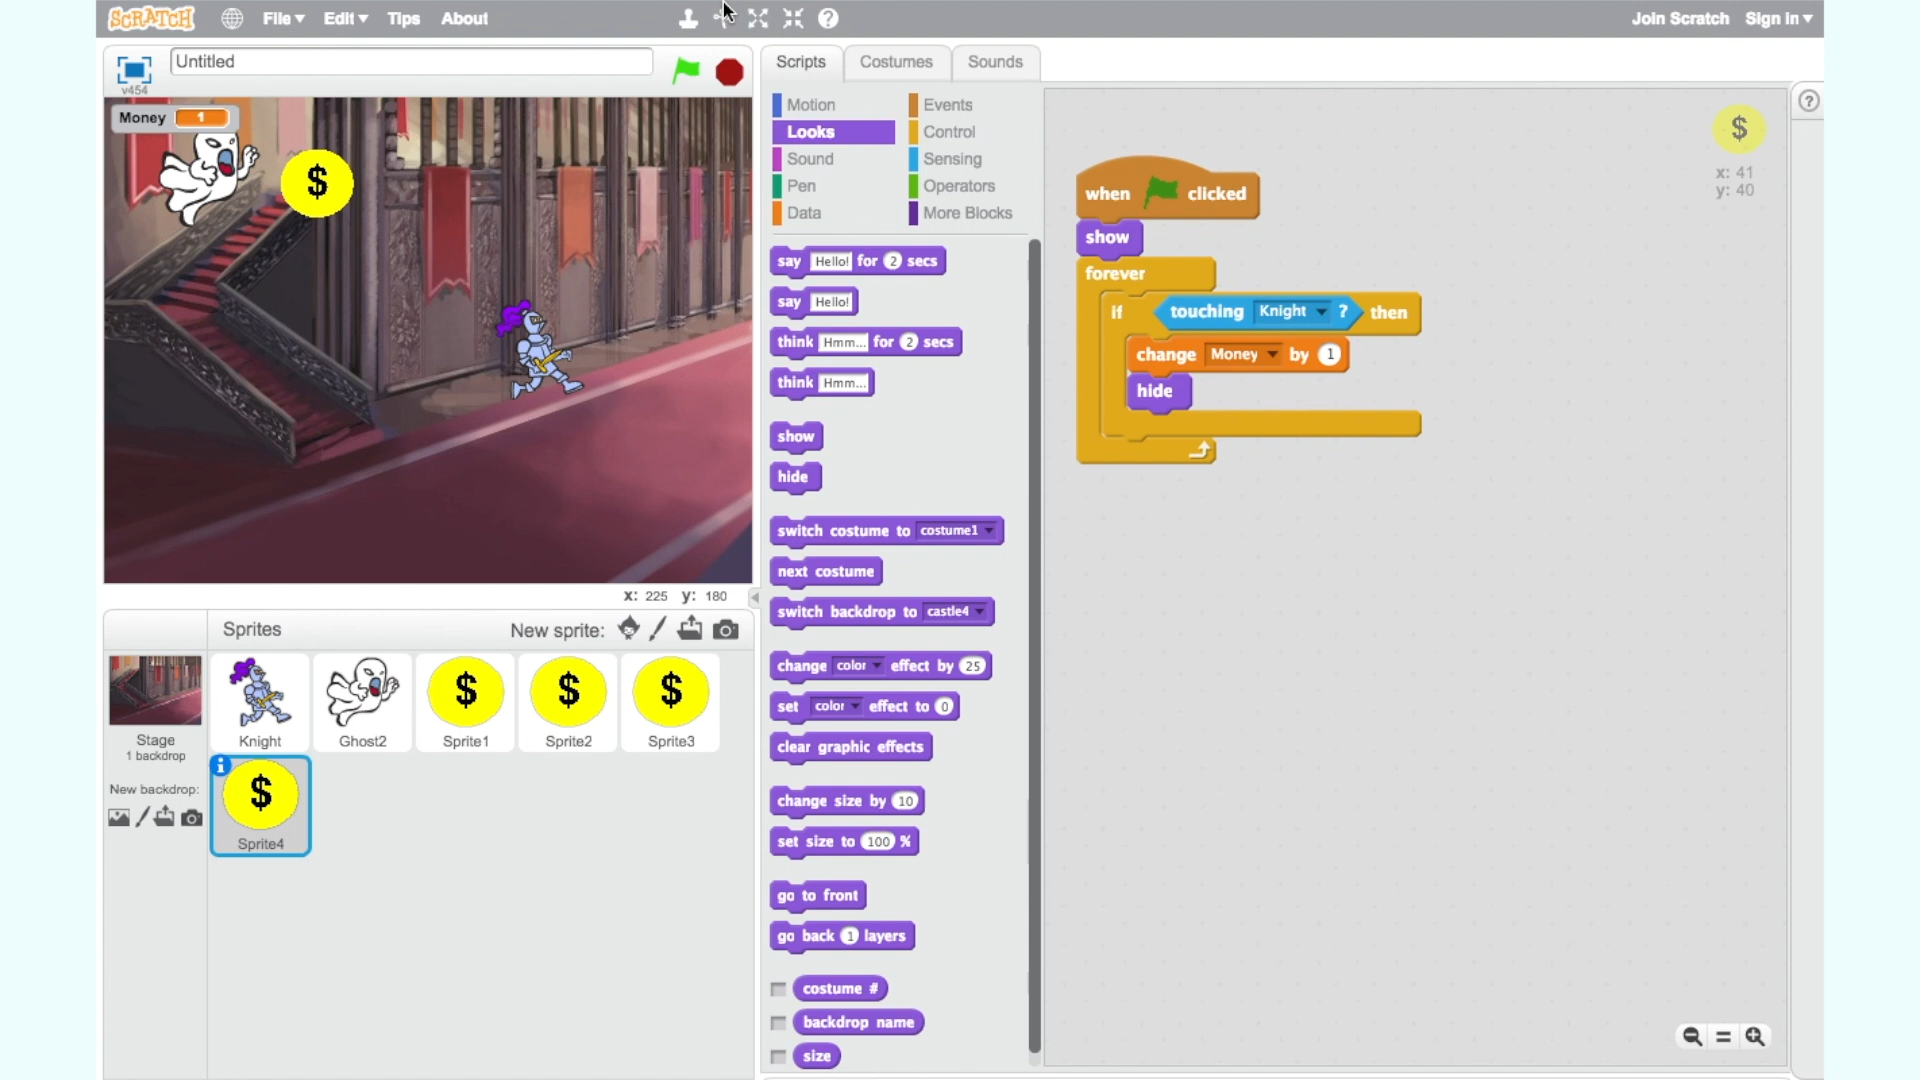 SCRATCH File Edit Tips About Join Scratch Sign in
Untitled
v454
Scripts Costumes Sounds
Money 1
$
Motion Events
Looks Control
Sound Sensing
Pen Operators
Data More Blocks
say Hello! for 2 secs
say Hello!
think Hmm... for 2 secs
think Hmm...
show
hide
switch costume to costume1
next costume
switch backdrop to castle4
change color effect by 25
set color effect to 0
clear graphic effects
change size by 10
set size to 100 %
go to front
go back 1 layers
costume #
backdrop name
size
when clicked
show
forever
if touching Knight ? then
change Money by 1
hide
$
x: 41
y: 40
x: 225 y: 180
Sprites New sprite:
Stage
1 backdrop
New backdrop:
Knight
Ghost2
$
Sprite1
$
Sprite2
$
Sprite3
$
Sprite4